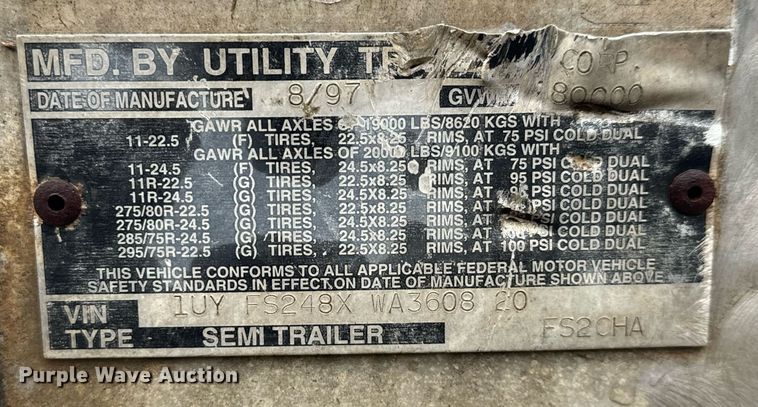 MFD. BY UTILITY CORP.
DATE OF MANUFACTURE 8/97 GVW 80000
GAWR ALL AXLES OF 19000 LBS/8620 KGS WITH
11-22.5 (F) TIRES, 22.5x8.25 RIMS, AT 75 PSI COLD DUAL
GAWR ALL AXLES OF 20000 LBS/9100 KGS WITH
11-24.5 (F) TIRES, 24.5x8.25 RIMS, AT 75 PSI COLD DUAL
11R-22.5 (G) TIRES, 22.5x8.25 RIMS, AT 95 PSI COLD DUAL
11R-24.5 (G) TIRES, 24.5x8.25 RIMS, AT PSI COLD DUAL
275/80R-22.5 (G) TIRES, 22.5x8.25 RIMS, AT PSI COLD DUAL
275/80R-24.5 (G) TIRES, 24.5x8.25 RIMS, AT PSI COLD DUAL
285/75R-24.5 (G) TIRES, 24.5x8.25 RIMS, AT PSI COLD DUAL
295/75R-22.5 (G) TIRES, 22.5x8.25 RIMS, AT 100 PSI COLD DUAL
THIS VEHICLE CONFORMS TO ALL APPLICABLE FEDERAL MOTOR VEHICLE
SAFETY STANDARDS IN EFFECT ON DATE OF MANUFACTURE SHOWN ABOVE.
VIN 1UY FS248X WA3608 20
TYPE SEMI TRAILER FS2CHA
Purple Wave Auction